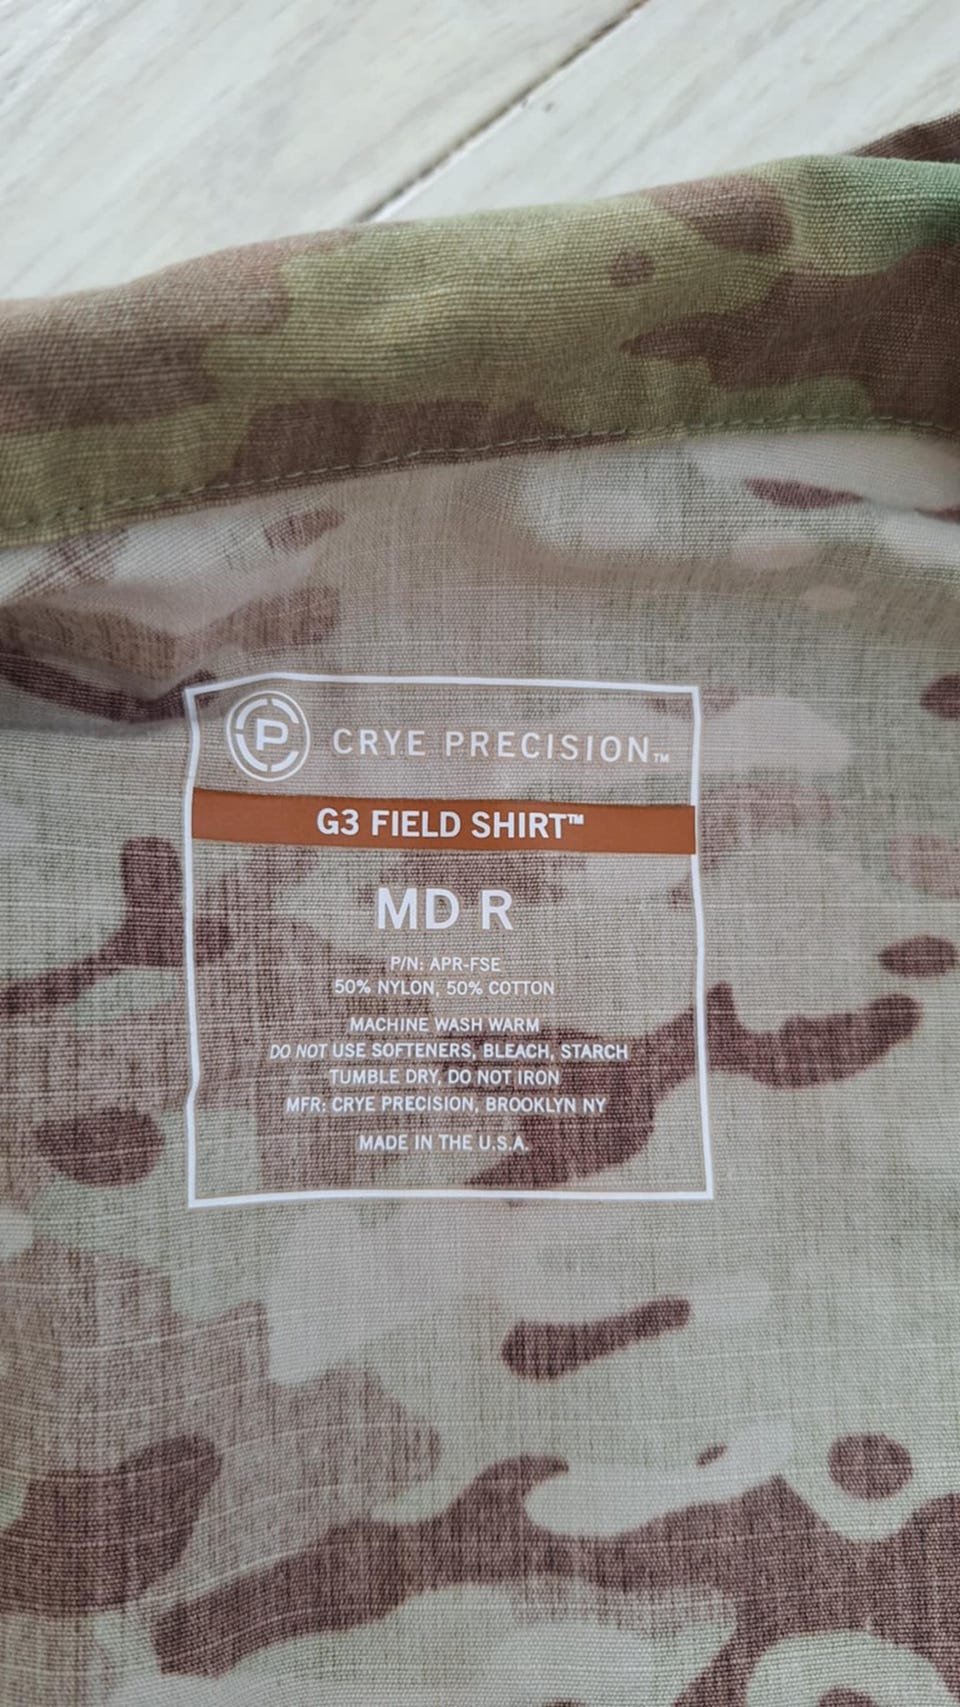 CP CRYE PRECISION™
G3 FIELD SHIRT™
MD R
P/N: APR-FSE
50% NYLON, 50% COTTON
MACHINE WASH WARM
DO NOT USE SOFTENERS, BLEACH, STARCH
TUMBLE DRY, DO NOT IRON
MFR: CRYE PRECISION, BROOKLYN NY
MADE IN THE U.S.A.